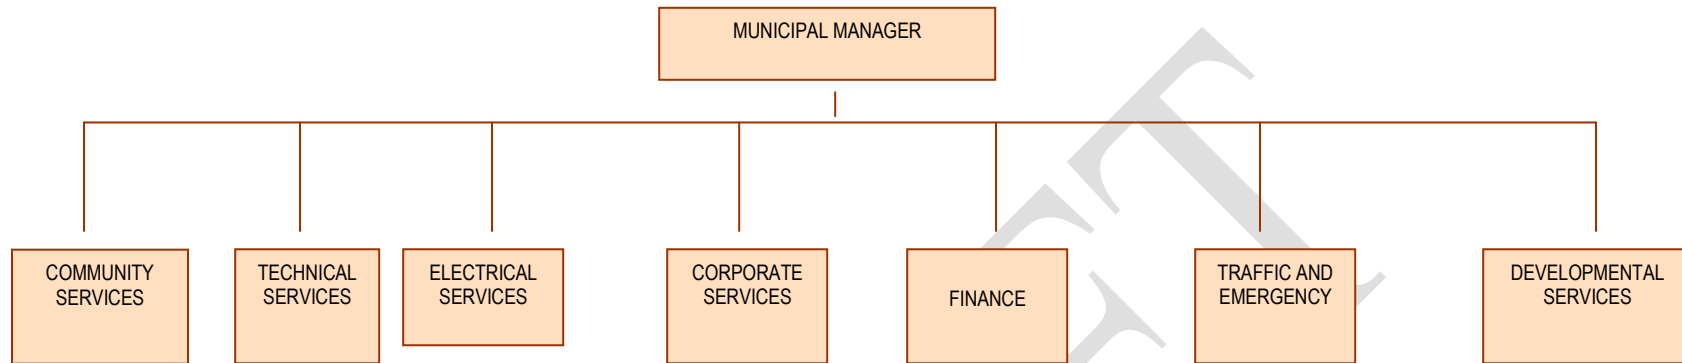 MUNICIPAL MANAGER
COMMUNITY
SERVICES
TECHNICAL
SERVICES
ELECTRICAL
SERVICES
CORPORATE
SERVICES
FINANCE
TRAFFIC AND
EMERGENCY
DEVELOPMENTAL
SERVICES